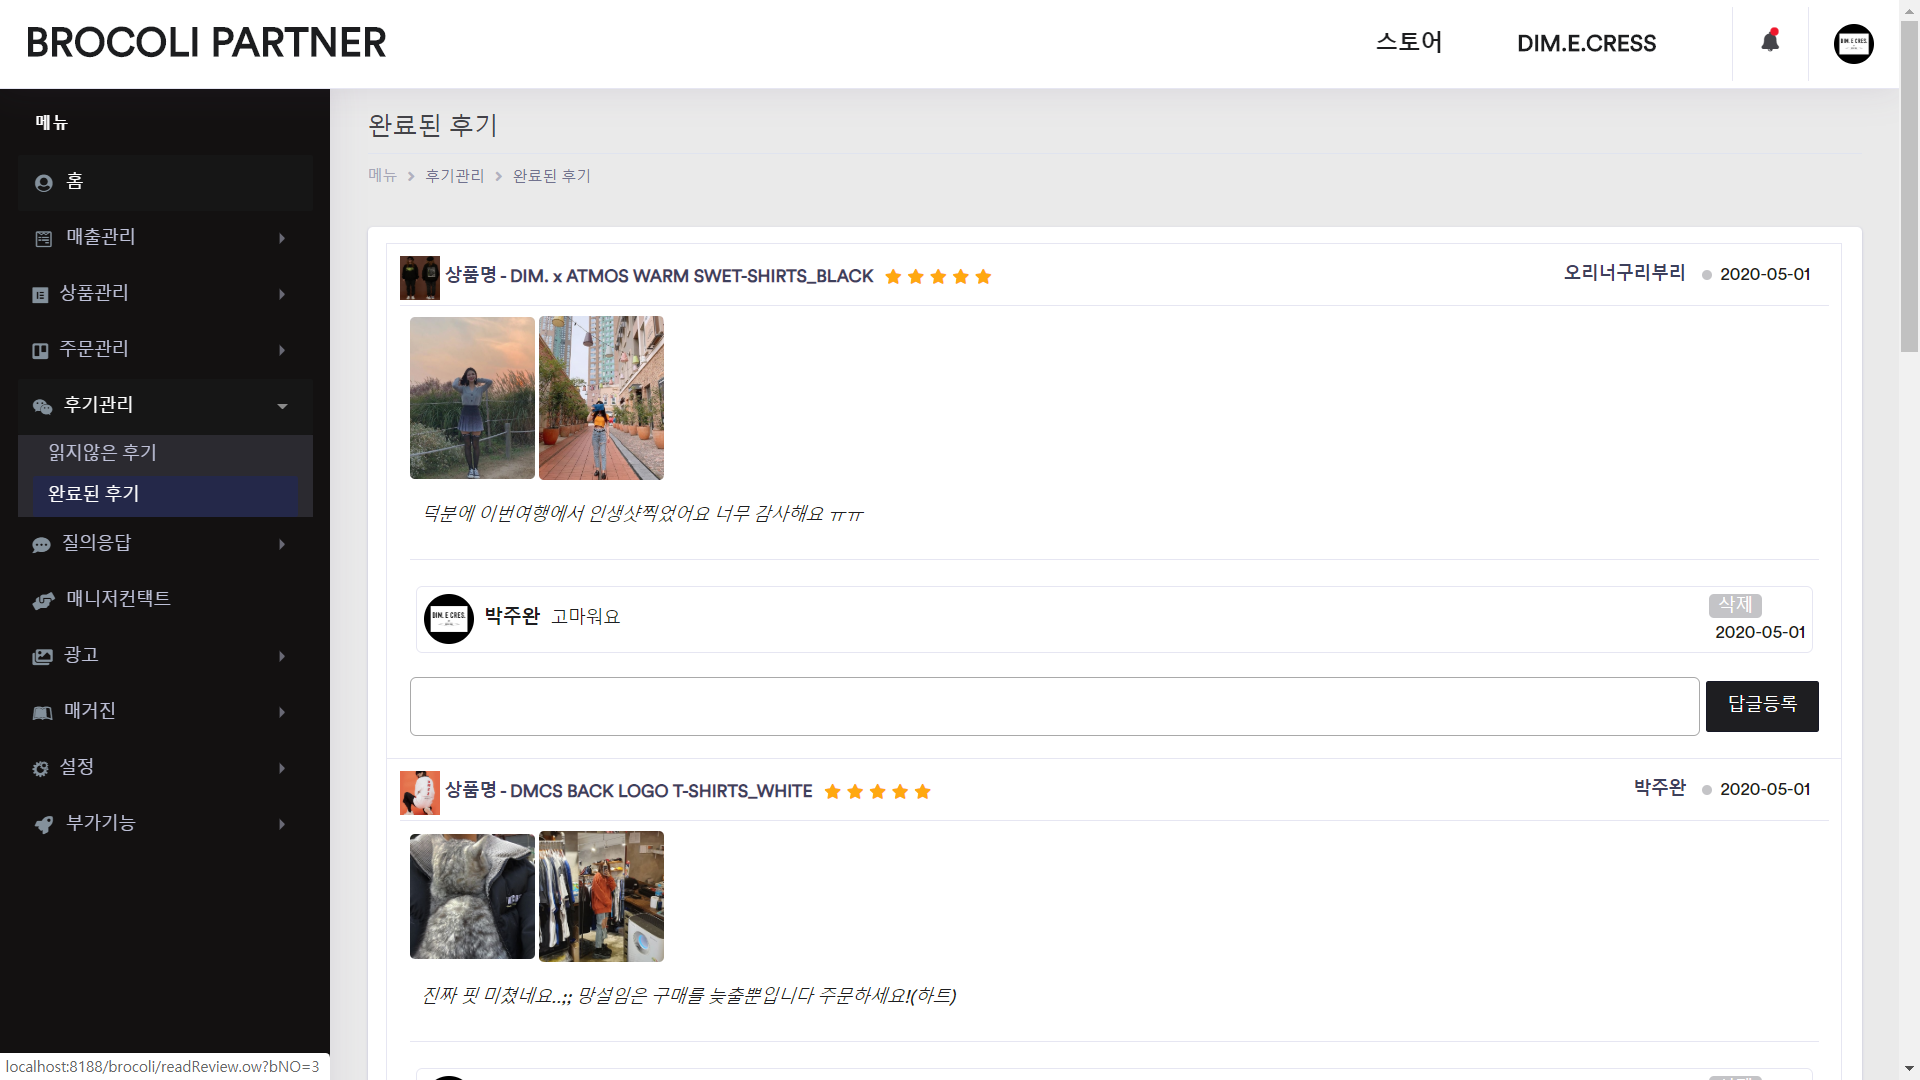 BROCOLI PARTNER
스토어
DIM.E.CRESS
메뉴
홈
매출관리
상품관리
주문관리
후기관리
읽지않은 후기
완료된 후기
질의응답
매니저컨택트
광고
매거진
설정
부가기능
완료된 후기
메뉴 > 후기관리 > 완료된 후기
상품명 - DIM. x ATMOS WARM SWET-SHIRTS_BLACK
오리너구리부리 2020-05-01
덕분에 이번여행에서 인생샷찍었어요 너무 감사해요 ㅠㅠ
DIM. E CRES.
박주완 고마워요
삭제
2020-05-01
답글등록
상품명 - DMCS BACK LOGO T-SHIRTS_WHITE
박주완 2020-05-01
진짜 핏 미쳤네요..;; 망설임은 구매를 늦출뿐입니다 주문하세요!(하트)
localhost:8188/brocoli/readReview.ow?bNO=3